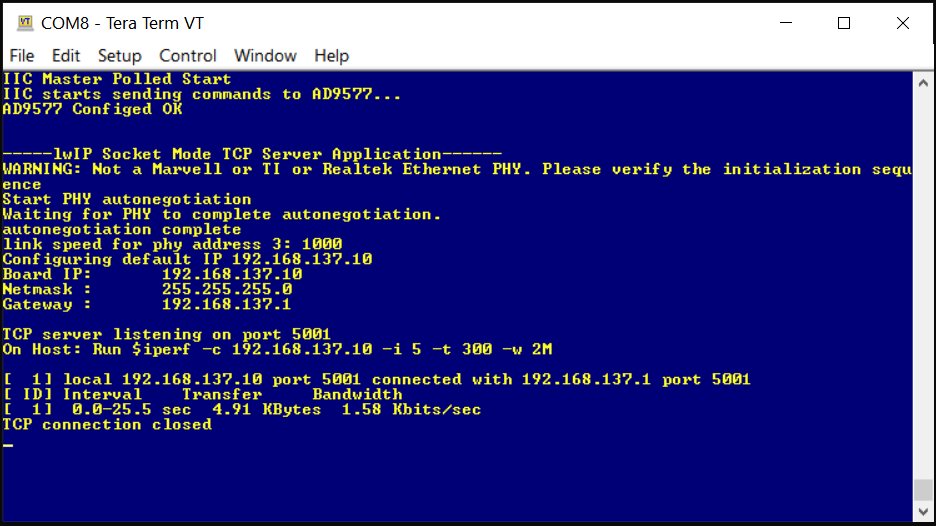 COM8 - Tera Term VT
File Edit Setup Control Window Help
IIC Master Polled Start
IIC starts sending commands to AD9577...
AD9577 Configed OK
-----lwIP Socket Mode TCP Server Application------
WARNING: Not a Marvell or TI or Realtek Ethernet PHY. Please verify the initialization sequ
ence
Start PHY autonegotiation
Waiting for PHY to complete autonegotiation.
autonegotiation complete
link speed for phy address 3: 1000
Configuring default IP 192.168.137.10
Board IP:       192.168.137.10
Netmask :       255.255.255.0
Gateway :       192.168.137.1
TCP server listening on port 5001
On Host: Run $iperf -c 192.168.137.10 -i 5 -t 300 -w 2M
[  1] local 192.168.137.10 port 5001 connected with 192.168.137.1 port 5001
[ ID] Interval    Transfer     Bandwidth
[  1]  0.0-25.5 sec  4.91 KBytes  1.58 Kbits/sec
TCP connection closed